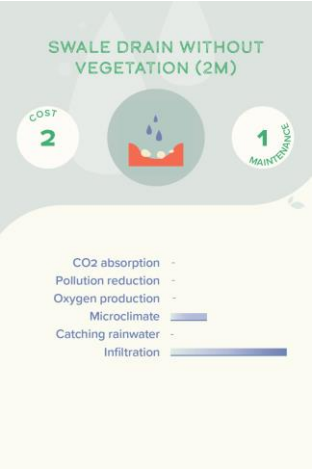 SWALE DRAIN WITHOUT
VEGETATION (2M)
COST
2
1
MAINTENANCE
CO2 absorption -
Pollution reduction -
Oxygen production -
Microclimate
Catching rainwater -
Infiltration